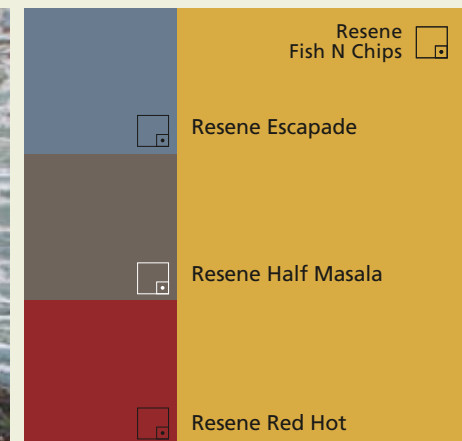 Resene
Fish N Chips
Resene Escapade
Resene Half Masala
Resene Red Hot